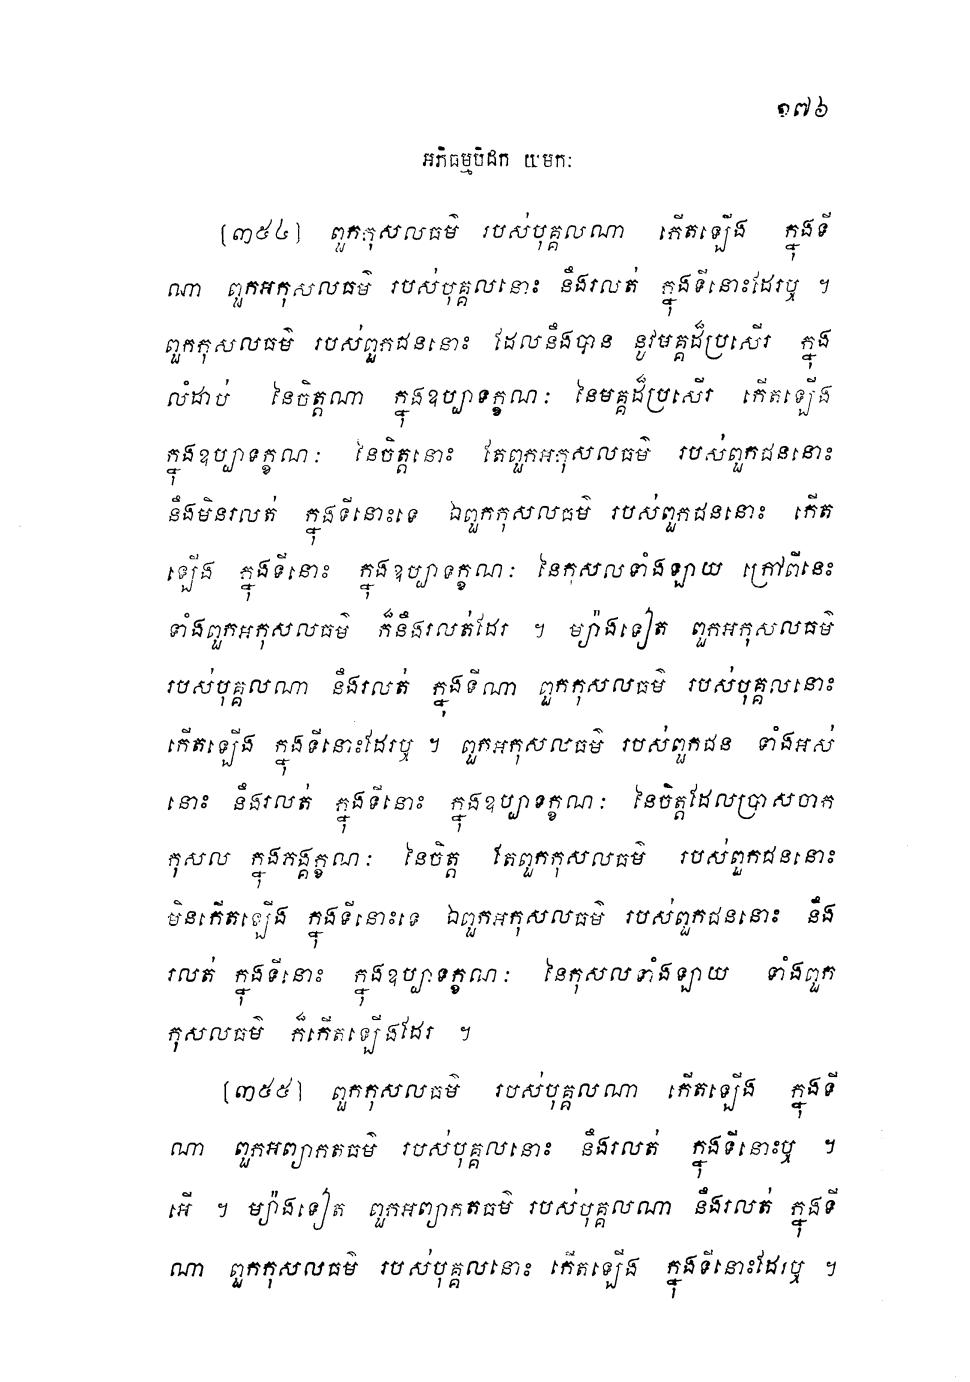 ១៧៦
អភិធម្មបិដក យមកៈ
[៣៥៤] ពួកកុសលធម៌ របស់បុគ្គលណា កើតឡើង ក្នុងទី
ណា ពួកអកុសលធម៌ របស់បុគ្គលនោះ នឹងរលត់ ក្នុងទីនោះដែរឬ ។
ពួកកុសលធម៌ របស់ពួកជននោះ ដែលនឹងបាន នូវមគ្គដ៏ប្រសើរ ក្នុង
លំដាប់ នៃចិត្តណា ក្នុងឧប្បាទក្ខណៈ នៃមគ្គដ៏ប្រសើរ កើតឡើង
ក្នុងឧប្បាទក្ខណៈ នៃចិត្តនោះ តែពួកអកុសលធម៌ របស់ពួកជននោះ
នឹងមិនរលត់ ក្នុងទីនោះទេ ឯពួកកុសលធម៌ របស់ពួកជននោះ កើត
ឡើង ក្នុងទីនោះ ក្នុងឧប្បាទក្ខណៈ នៃកុសលទាំងឡាយ ក្រៅពីនេះ
ទាំងពួកអកុសលធម៌ ក៏នឹងរលត់ដែរ ។ ម្យ៉ាងទៀត ពួកអកុសលធម៌
របស់បុគ្គលណា នឹងរលត់ ក្នុងទីណា ពួកកុសលធម៌ របស់បុគ្គលនោះ
កើតឡើង ក្នុងទីនោះដែរឬ ។ ពួកអកុសលធម៌ របស់ពួកជន ទាំងអស់
នោះ នឹងរលត់ ក្នុងទីនោះ ក្នុងឧប្បាទក្ខណៈ នៃចិត្តដែលប្រាសចាក
កុសល ក្នុងភង្គក្ខណៈ នៃចិត្ត តែពួកកុសលធម៌ របស់ពួកជននោះ
មិនកើតឡើង ក្នុងទីនោះទេ ឯពួកអកុសលធម៌ របស់ពួកជននោះ នឹង
រលត់ ក្នុងទីនោះ ក្នុងឧប្បាទក្ខណៈ នៃកុសលទាំងឡាយ ទាំងពួក
កុសលធម៌ ក៏កើតឡើងដែរ ។
[៣៥៥] ពួកកុសលធម៌ របស់បុគ្គលណា កើតឡើង ក្នុងទី
ណា ពួកអព្យាកតធម៌ របស់បុគ្គលនោះ នឹងរលត់ ក្នុងទីនោះឬ ។
អើ ។ ម្យ៉ាងទៀត ពួកអព្យាកតធម៌ របស់បុគ្គលណា នឹងរលត់ ក្នុងទី
ណា ពួកកុសលធម៌ របស់បុគ្គលនោះ កើតឡើង ក្នុងទីនោះដែរឬ ។